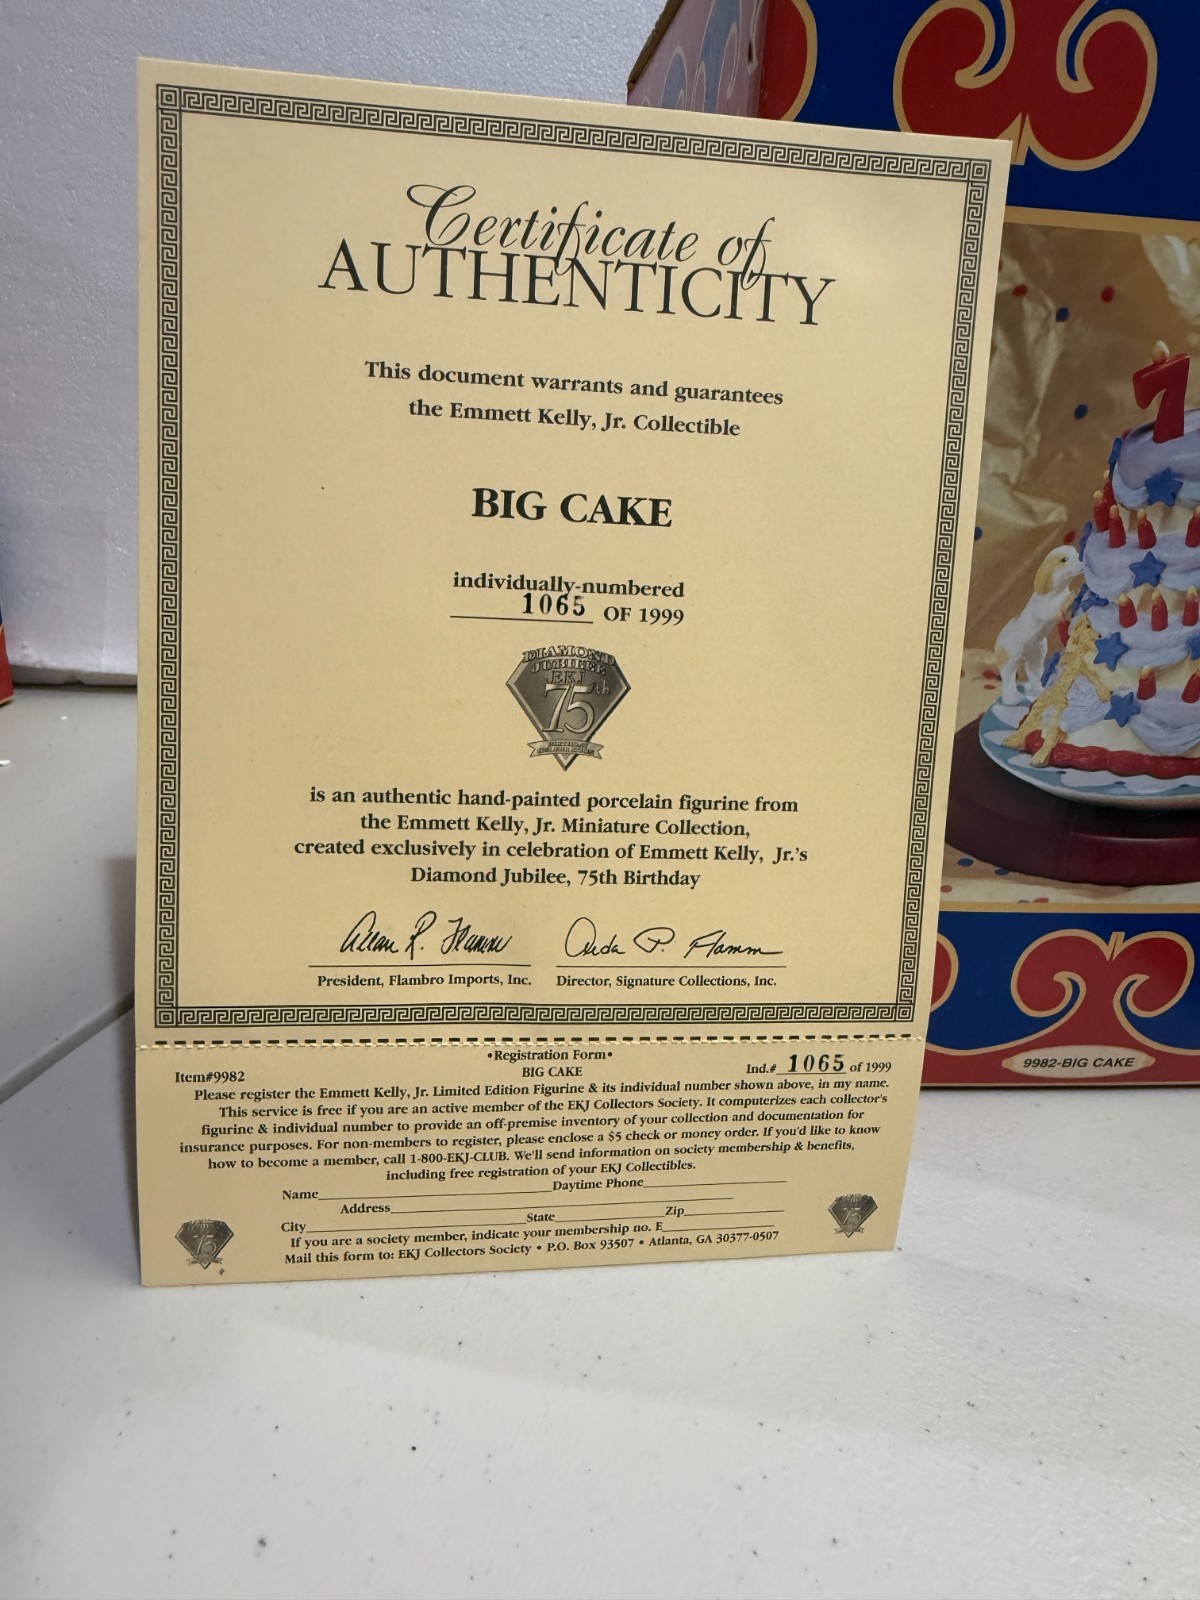 Certificate of
AUTHENTICITY
This document warrants and guarantees
the Emmett Kelly, Jr. Collectible
BIG CAKE
individually-numbered
1065 OF 1999
DIAMOND
JUBILEE
EKJ
75th
is an authentic hand-painted porcelain figurine from
the Emmett Kelly, Jr. Miniature Collection,
created exclusively in celebration of Emmett Kelly, Jr.'s
Diamond Jubilee, 75th Birthday
President, Flambro Imports, Inc. Director, Signature Collections, Inc.
•Registration Form•
Item#9982 BIG CAKE Ind.# 1065 of 1999
Please register the Emmett Kelly, Jr. Limited Edition Figurine & its individual number shown above, in my name.
This service is free if you are an active member of the EKJ Collectors Society. It computerizes each collector's
figurine & individual number to provide an off-premise inventory of your collection and documentation for
insurance purposes. For non-members to register, please enclose a $5 check or money order. If you'd like to know
how to become a member, call 1-800-EKJ-CLUB. We'll send information on society membership & benefits,
including free registration of your EKJ Collectibles.
Name Daytime Phone
Address
City State Zip
If you are a society member, indicate your membership no. E
Mail this form to: EKJ Collectors Society • P.O. Box 93507 • Atlanta, GA 30377-0507
75
75
7
9982-BIG CAKE